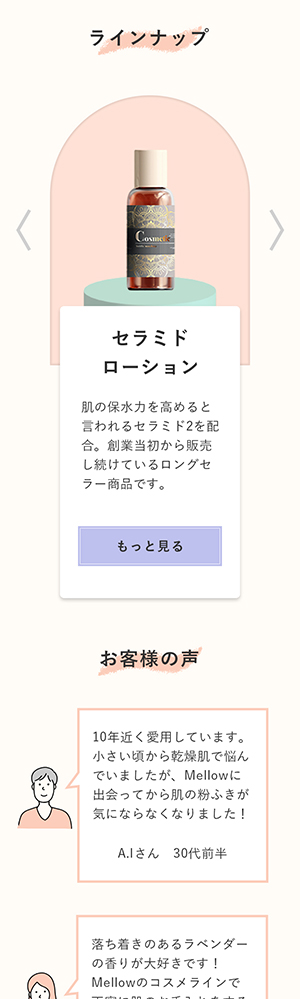 ラインナップ
Cosmetic
セラミド
ローション
肌の保水力を高めると
言われるセラミド2を配
合。創業当初から販売
し続けているロングセ
ラー商品です。
もっと見る
お客様の声
10年近く愛用しています。
小さい頃から乾燥肌で悩ん
でいましたが、Mellowに
出会ってから肌の粉ふきが
気にならなくなりました！
A.Iさん　30代前半
落ち着きのあるラベンダー
の香りが大好きです！
Mellowのコスメラインで